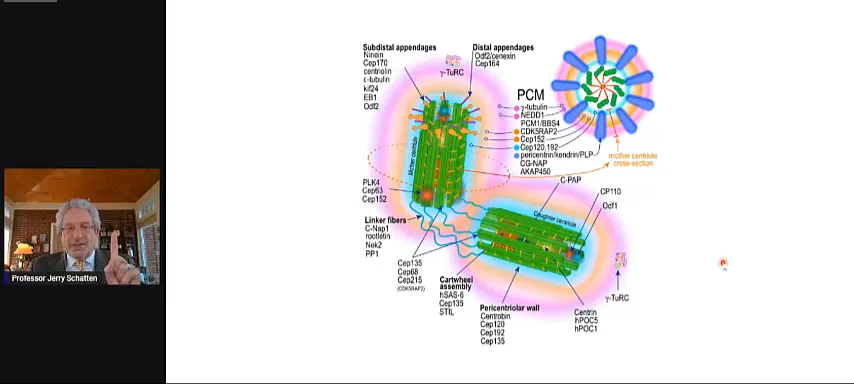 Subdistal appendages
Ninein
Cep170
centriolin
ε-tubulin
kif24
EB1
Odf2
Distal appendages
Odf2/cenexin
Cep164
γ-TuRC
PCM
γ-tubulin
NEDD1
PCM1/BBS4
CDK5RAP2
Cep152
Cep120,192
pericentrin/kendrin/PLP
CG-NAP
AKAP450
mother centriole
cross-section
Mother centriole
PLK4
Cep63
Cep152
Linker fibers
C-Nap1
rootletin
Nek2
PP1
Cep135
Cep68
Cep215
(CDK5RAP2)
C-PAP
CP110
Odf1
Daughter centriole
Cartwheel
assembly
hSAS-6
Cep135
STIL
Pericentriolar wall
Centrobin
Cep120
Cep192
Cep135
Centrin
hPOC5
hPOC1
γ-TuRC
Professor Jerry Schatten